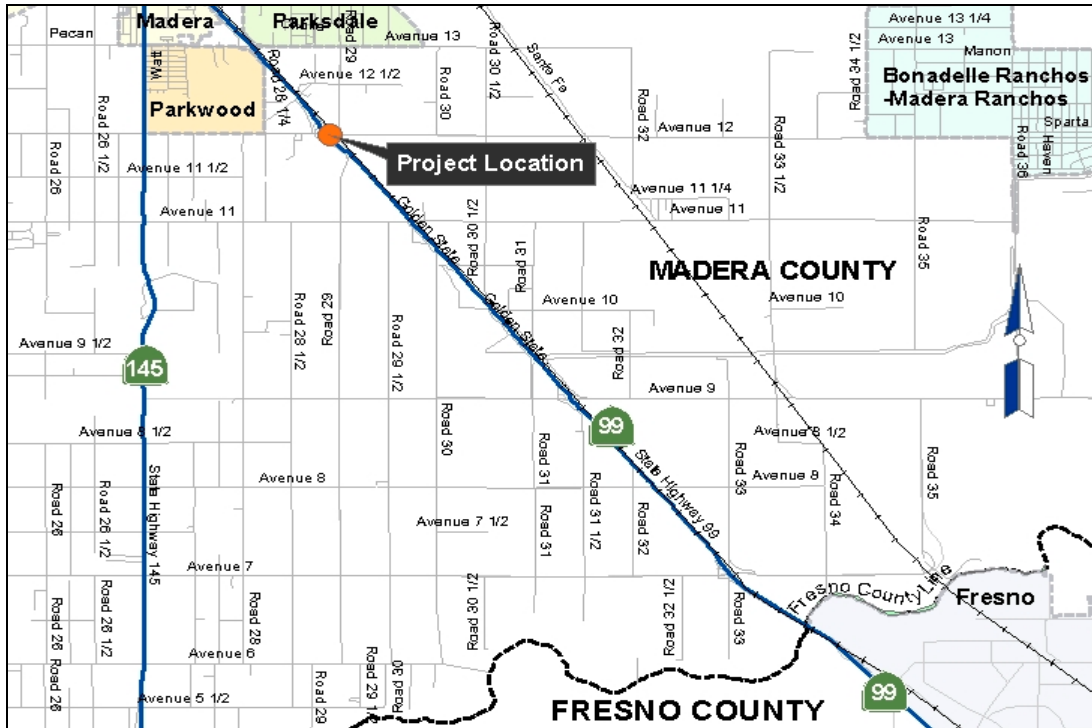 Madera
Parksdale
Road 29
Road 30 1/2
Avenue 13 1/4
Pecan
Avenue 13
Avenue 13
Road 34 1/2
Manon
Watt
Santa Fe
Avenue 12 1/2
Road 28 1/4
Road 30
Bonadelle Ranchos
-Madera Ranchos
Parkwood
Road 26 1/2
Road 32
Avenue 12
Road 33 1/2
Sparta
Haven
Road 36
Project Location
Road 26
Avenue 11 1/2
Avenue 11 1/4
Avenue 11
Golden State
Road 30 1/2
Avenue 11
Road 35
Road 31
MADERA COUNTY
Avenue 10
Avenue 10
Road 28 1/2
Road 29
Golden State
Road 29 1/2
Road 32
Avenue 9 1/2
145
Avenue 9
99
Avenue 8 1/2
Road 30
Avenue 8 1/2
Road 31
State Highway 99
Road 33
Road 35
Avenue 8
Avenue 8
State Highway 145
Road 26
Road 26 1/2
Road 31 1/2
Road 32
Road 34
Avenue 7 1/2
Road 31
Avenue 7
Fresno County Line
Fresno
Road 26
Road 26 1/2
Road 28
Road 30 1/2
Road 32 1/2
Road 33
Avenue 6
Road 26
Avenue 5 1/2
Road 29
Road 29 1/2
Road 30
FRESNO COUNTY
99